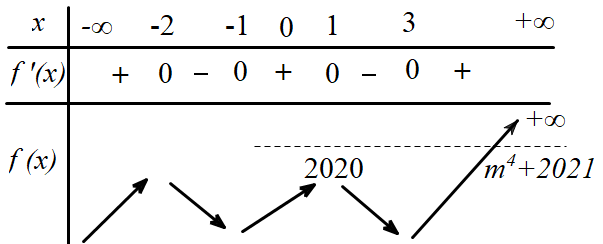 x -∞ -2 -1 0 1 3 +∞
f '(x) + 0 – 0 + 0 – 0 +
+∞
f (x) 2020 m⁴+2021